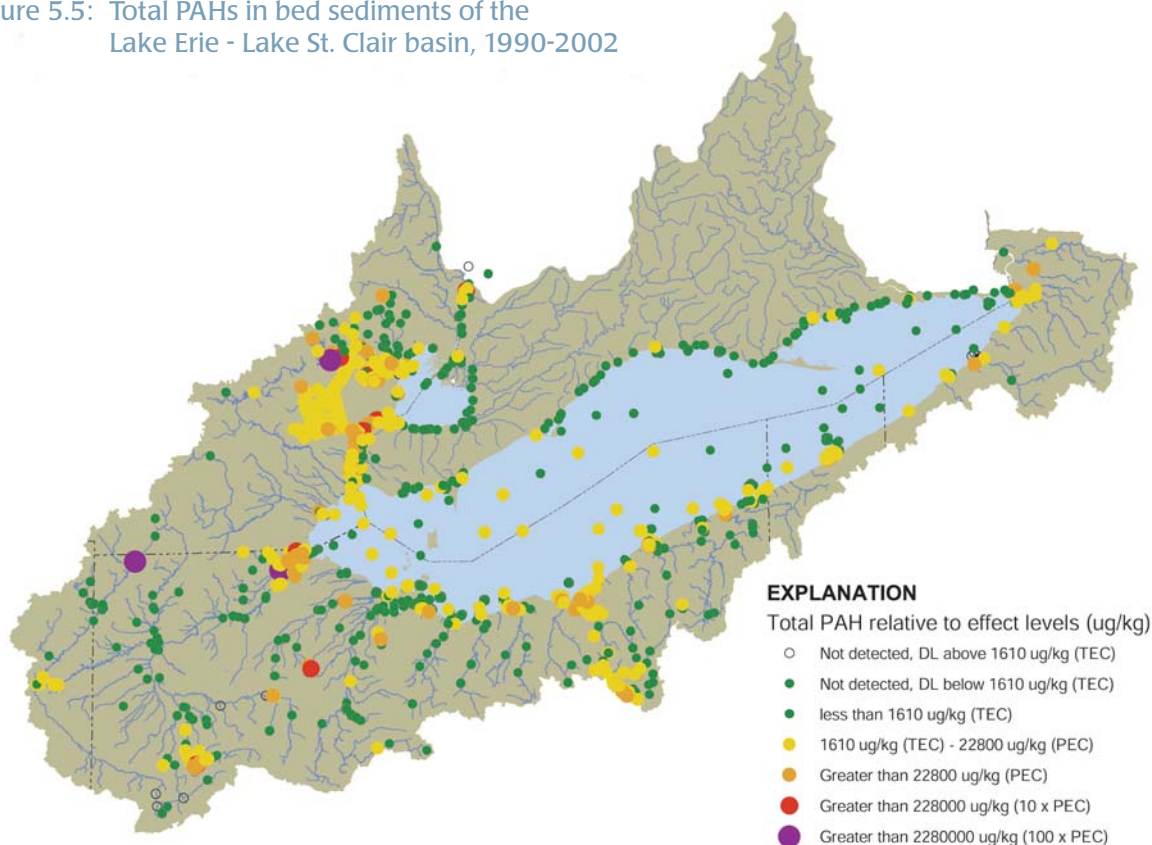 ure 5.5: Total PAHs in bed sediments of the
Lake Erie - Lake St. Clair basin, 1990-2002
EXPLANATION
Total PAH relative to effect levels (ug/kg)
Not detected, DL above 1610 ug/kg (TEC)
Not detected, DL below 1610 ug/kg (TEC)
less than 1610 ug/kg (TEC)
1610 ug/kg (TEC) - 22800 ug/kg (PEC)
Greater than 22800 ug/kg (PEC)
Greater than 228000 ug/kg (10 x PEC)
Greater than 2280000 ug/kg (100 x PEC)